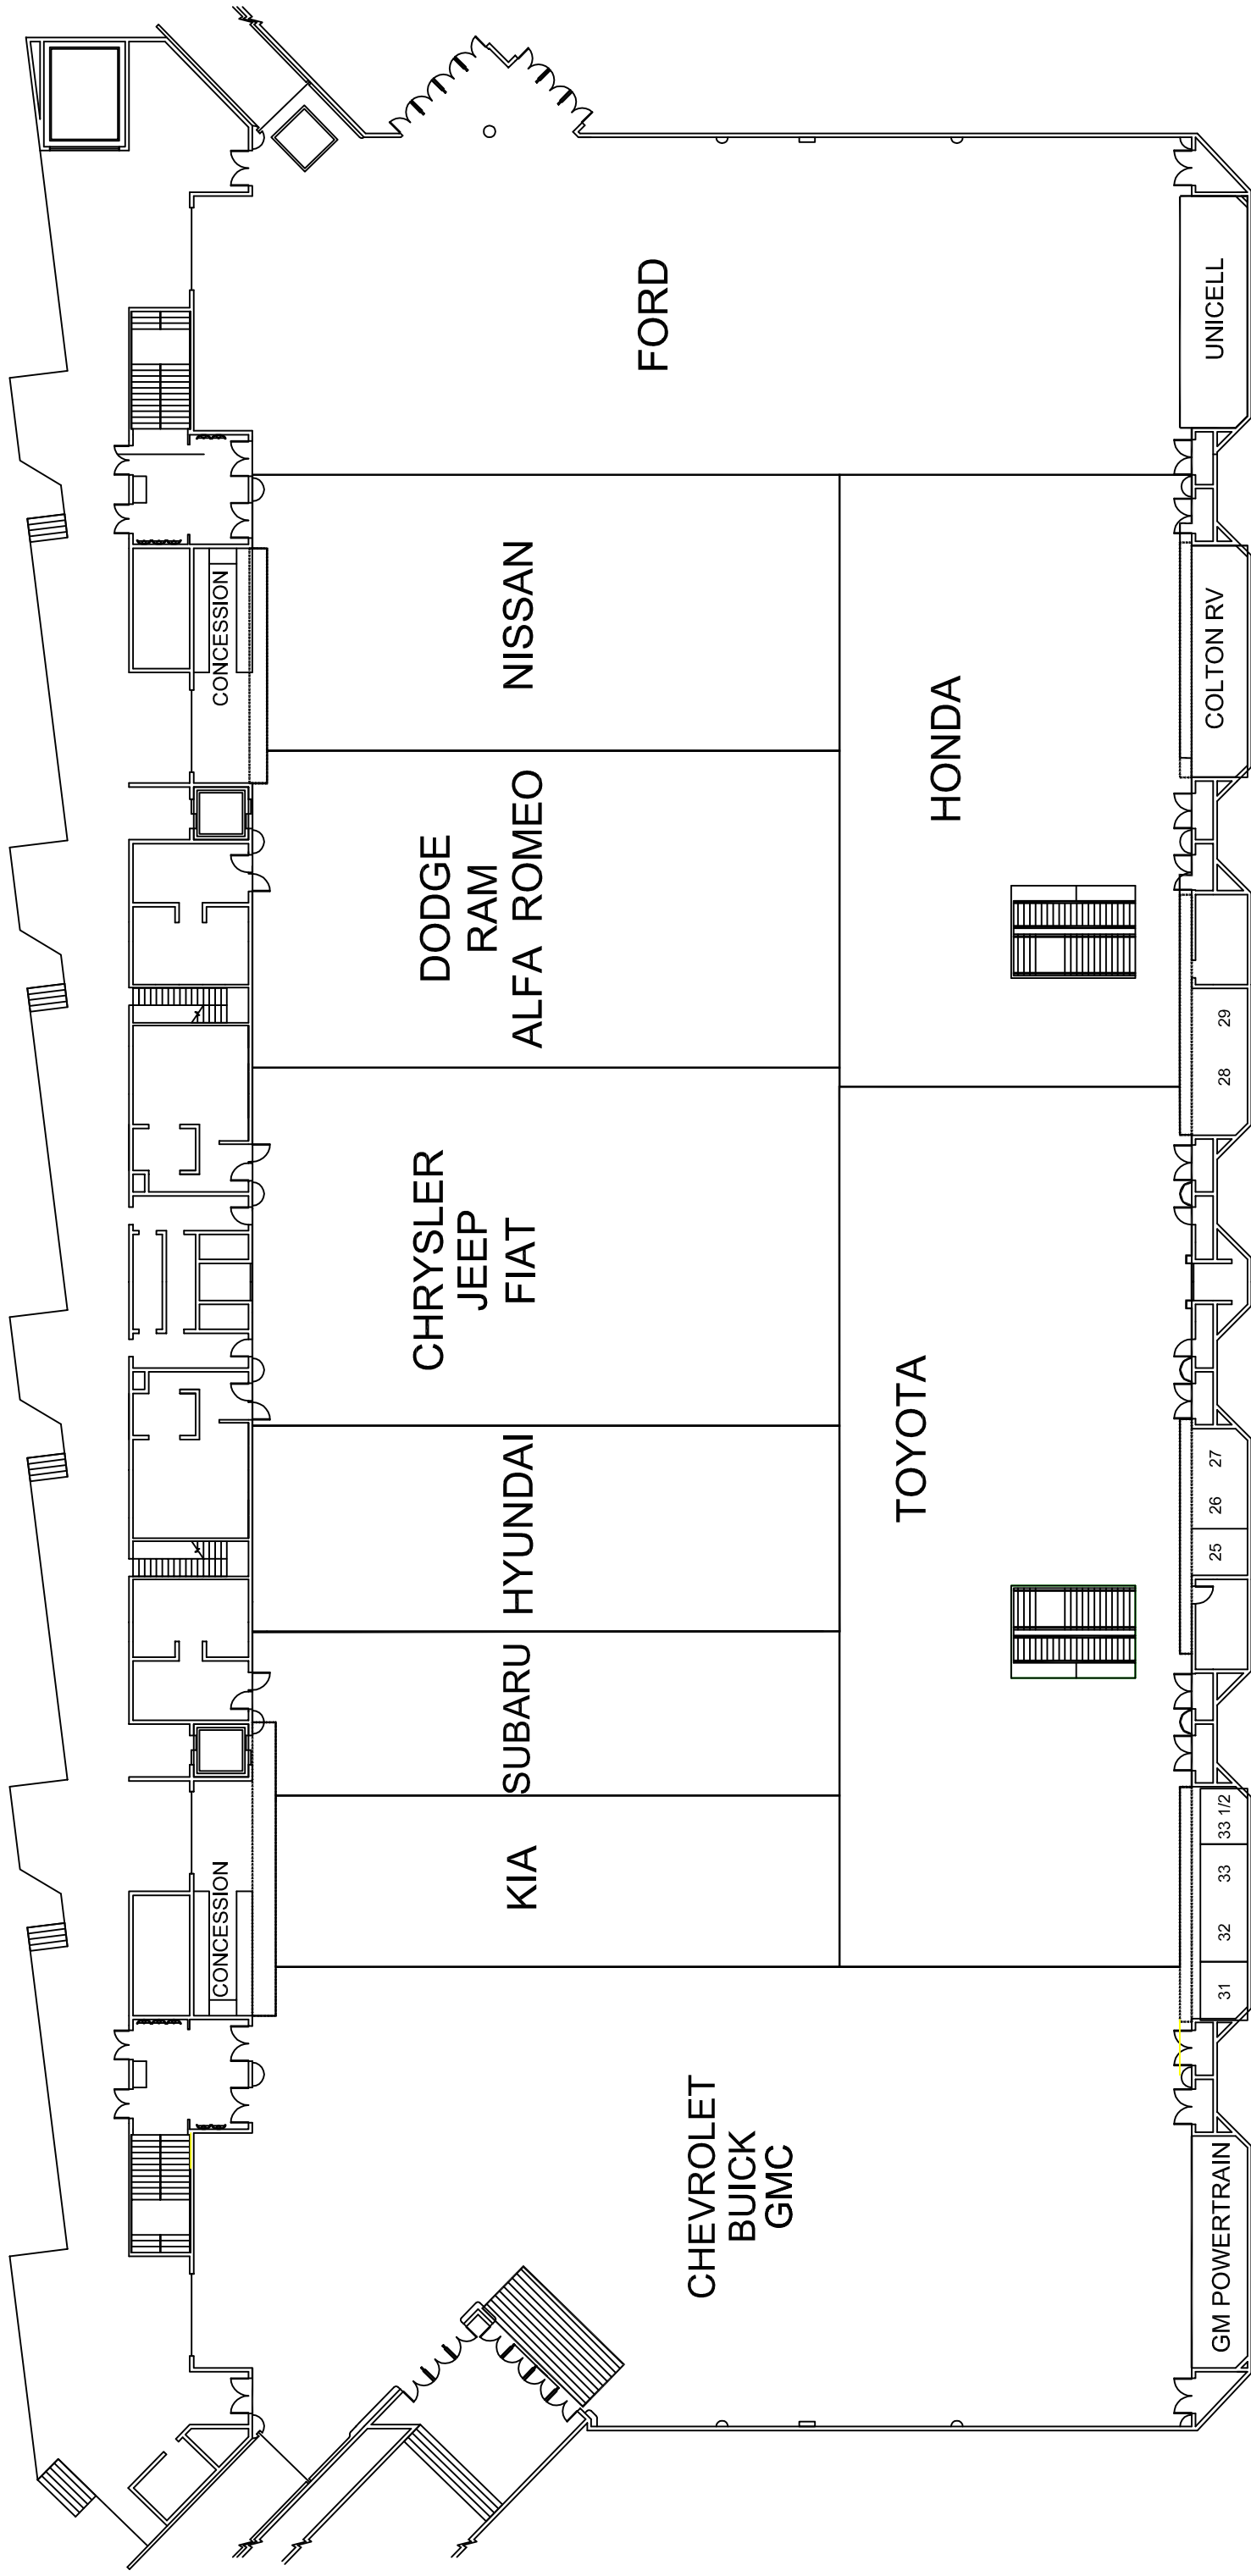 FORD
UNICELL
NISSAN
CONCESSION
HONDA
COLTON RV
DODGE
RAM
ALFA ROMEO
29
28
CHRYSLER
JEEP
FIAT
TOYOTA
HYUNDAI
27
26
25
SUBARU
KIA
CONCESSION
33 1/2
33
32
31
CHEVROLET
BUICK
GMC
GM POWERTRAIN